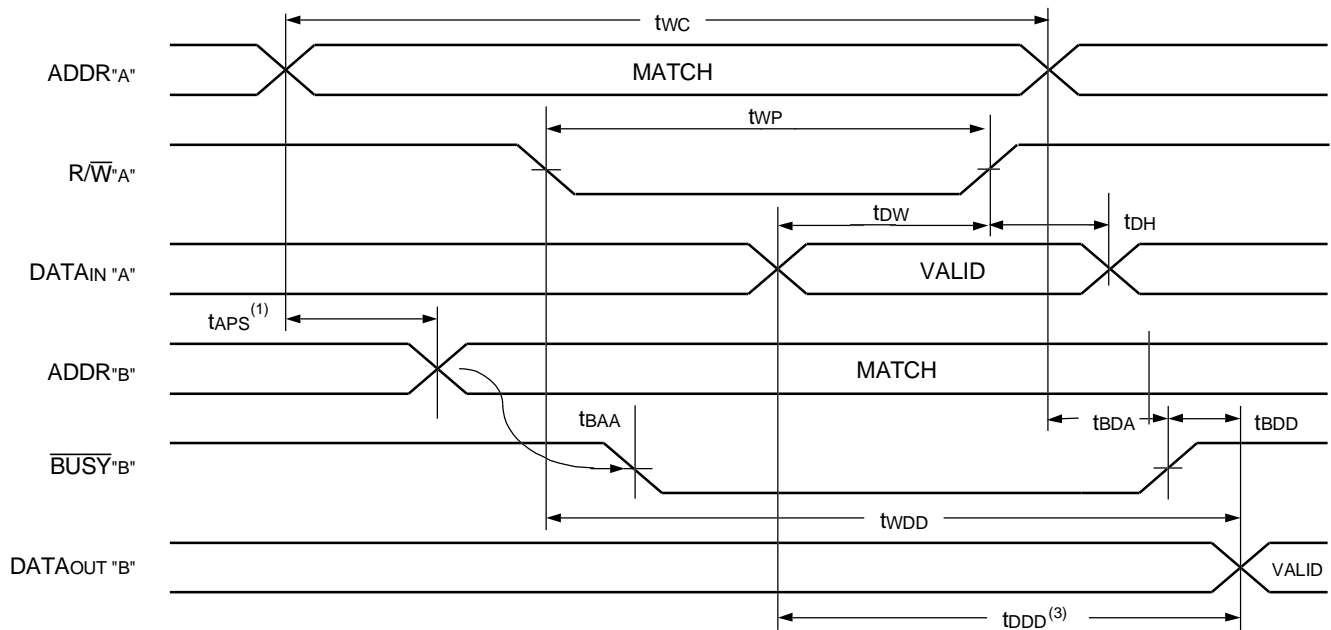 tWC
ADDR"A"
MATCH
tWP
R/W̅"A"
tDW
tDH
DATAIN "A"
VALID
tAPS(1)
ADDR"B"
MATCH
tBAA
tBDA
tBDD
B̅U̅S̅Y̅"B"
tWDD
DATAOUT "B"
VALID
tDDD(3)